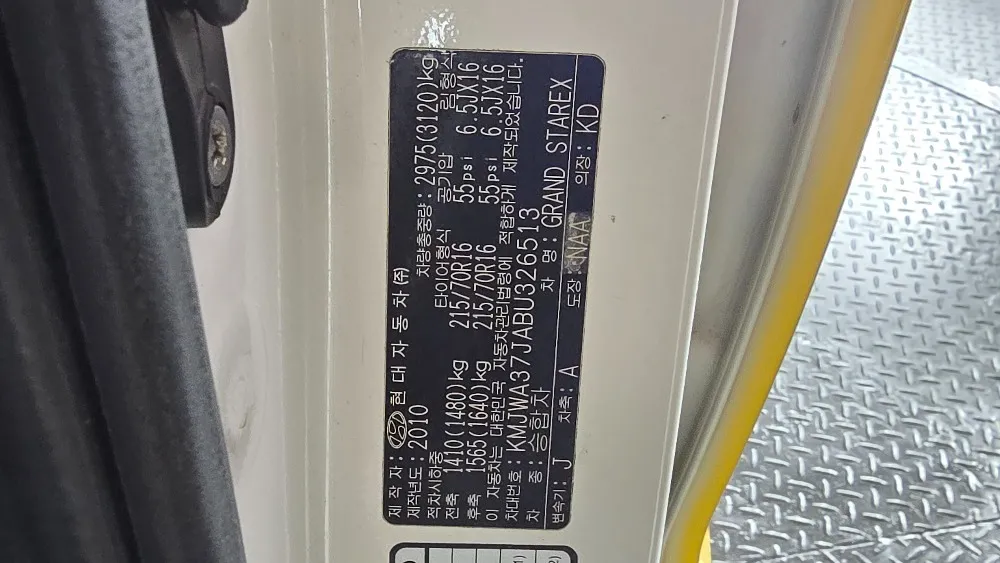 제 작 자 : 현 대 자 동 차 ㈜
제작년도 : 2010 차량총중량 : 2975(3120)kg
적차시하중 타이어형식 공기압 림형식
전축 1410(1480)kg 215/70R16 55psi 6.5JX16
후축 1565(1640)kg 215/70R16 55psi 6.5JX16
이 자동차는 대한민국 자동차관리법령에 적합하게 제작되었습니다.
차대번호 : KMJWA37JABU326513
차 종 : 승합차 차 명 : GRAND STAREX
변속기 : J 차축 : A 도장 NAA 의장 : KD